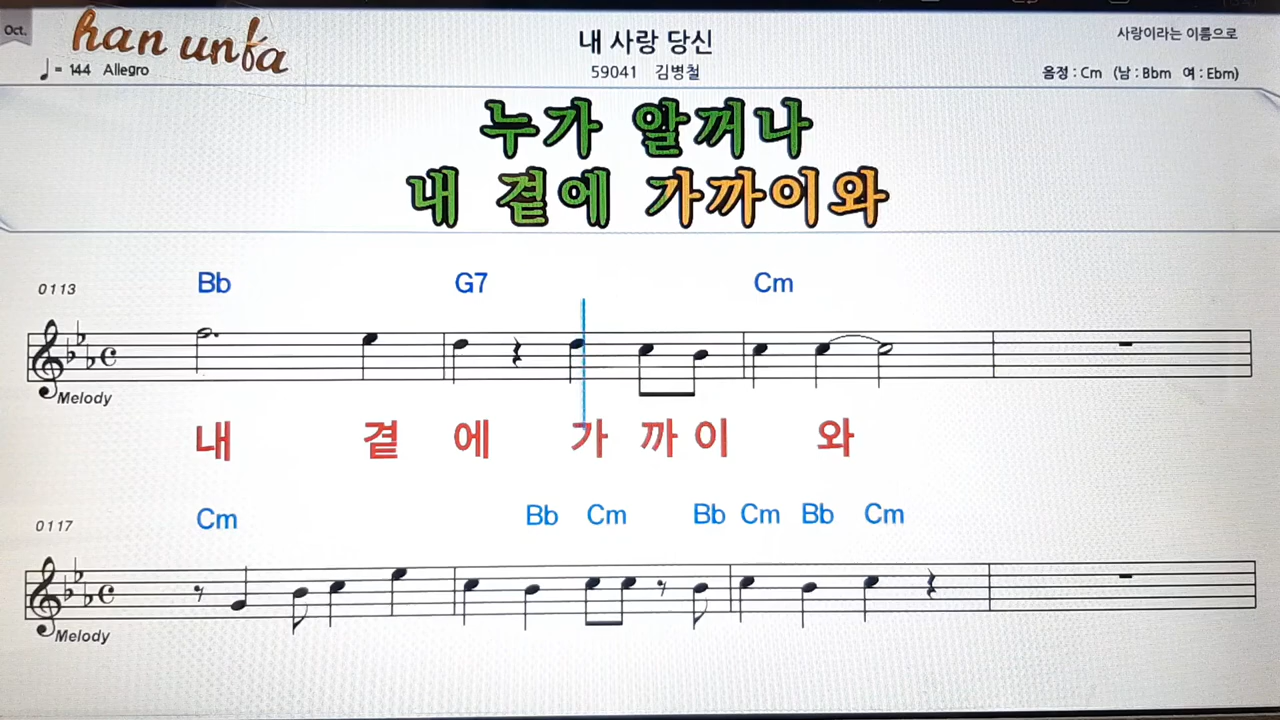 Oct.
han unfa
내 사랑 당신
사랑이라는 이름으로
♩= 144 Allegro
59041 김병철
음정 : Cm (남 : Bbm 여 : Ebm)
누가 알꺼나
내 곁에 가까이와
0113
Bb G7 Cm
Melody
내 곁 에 가 까 이 와
0117
Cm Bb Cm Bb Cm Bb Cm
Melody